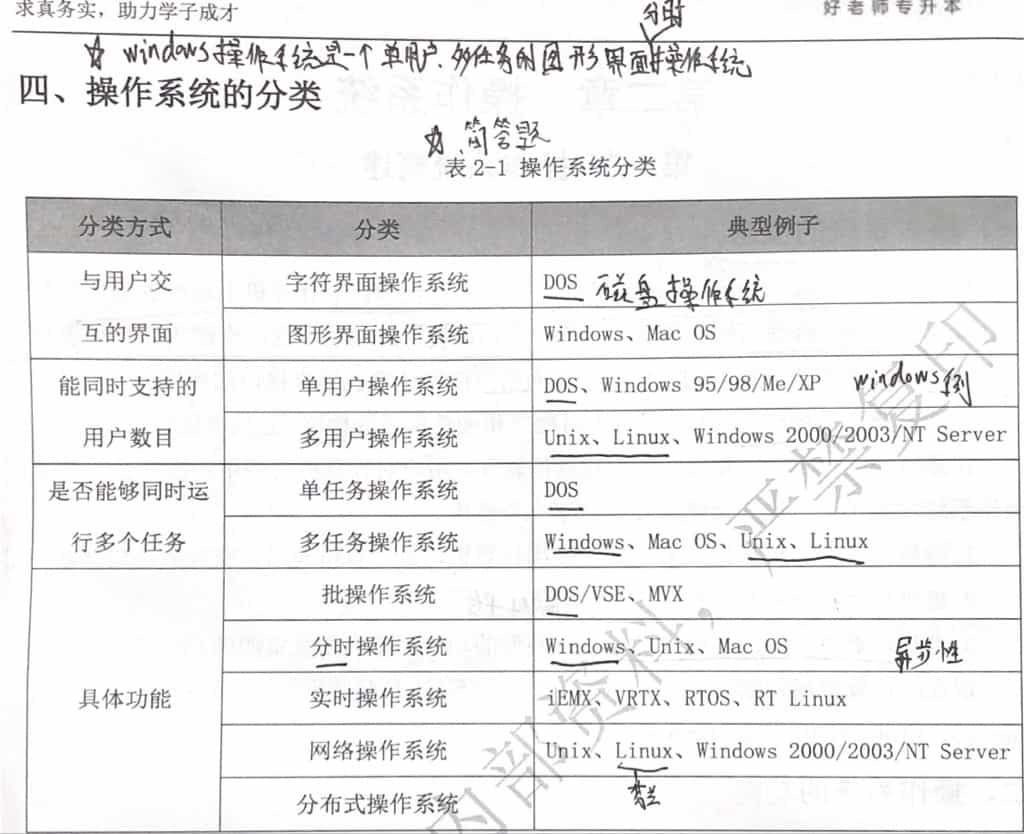 求真务实，助力学子成才
好老师专升本
分时
☆ windows操作系统是一个单用户、多任务的图形界面操作系统
四、操作系统的分类
☆ 简答题
表 2-1 操作系统分类
分类方式 分类 典型例子
与用户交互的界面 字符界面操作系统 DOS 磁盘操作系统
图形界面操作系统 Windows、Mac OS
能同时支持的用户数目 单用户操作系统 DOS、Windows 95/98/Me/XP windows例
多用户操作系统 Unix、Linux、Windows 2000/2003/NT Server
是否能够同时运行多个任务 单任务操作系统 DOS
多任务操作系统 Windows、Mac OS、Unix、Linux
具体功能 批操作系统 DOS/VSE、MVX
分时操作系统 Windows、Unix、Mac OS 异步性
实时操作系统 iEMX、VRTX、RTOS、RT Linux
网络操作系统 Unix、Linux、Windows 2000/2003/NT Server
分布式操作系统
内部资料，严禁复印